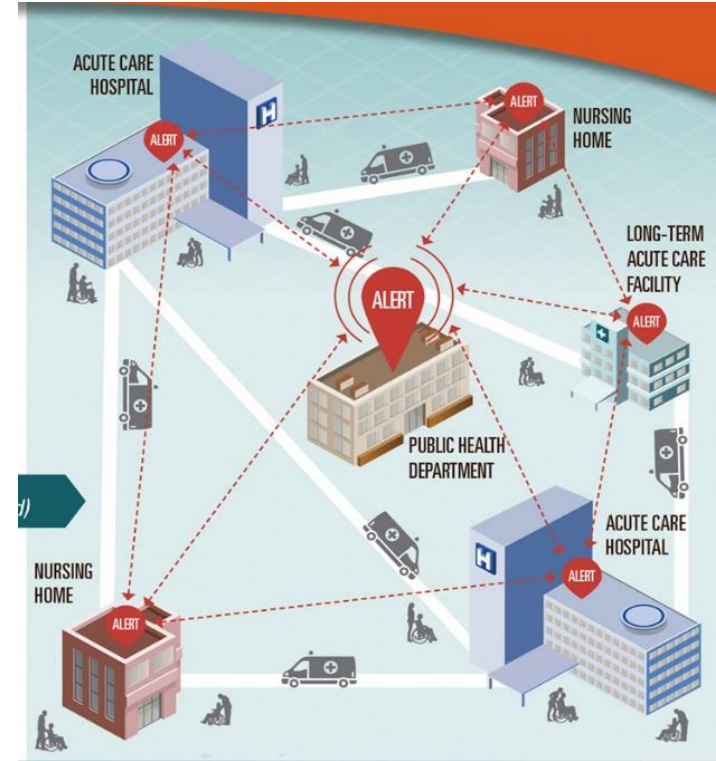 ACUTE CARE
HOSPITAL
H
ALERT
ALERT
NURSING
HOME
LONG-TERM
ACUTE CARE
FACILITY
ALERT
ALERT
PUBLIC HEALTH
DEPARTMENT
d)
ACUTE CARE
HOSPITAL
H
ALERT
NURSING
HOME
ALERT